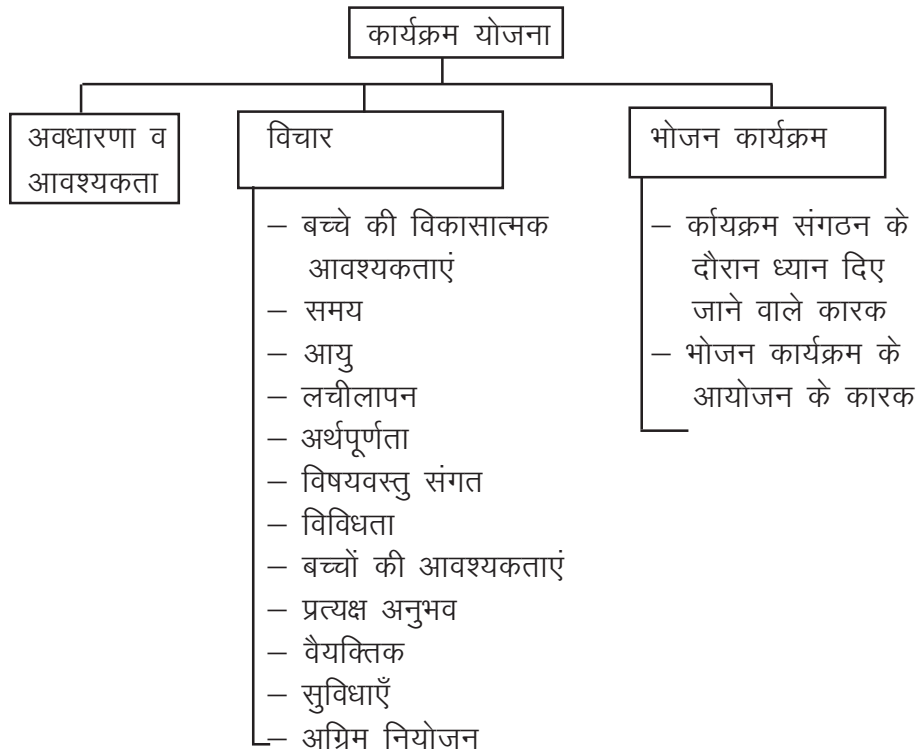 कार्यक्रम योजना
अवधारणा व
आवश्यकता
विचार
– बच्चे की विकासात्मक
आवश्यकताएं
– समय
– आयु
– लचीलापन
– अर्थपूर्णता
– विषयवस्तु संगत
– विविधता
– बच्चों की आवश्यकताएं
– प्रत्यक्ष अनुभव
– वैयक्तिक
– सुविधाएँ
– अग्रिम नियोजन
भोजन कार्यक्रम
– र्कायक्रम संगठन के
दौरान ध्यान दिए
जाने वाले कारक
– भोजन कार्यक्रम के
आयोजन के कारक